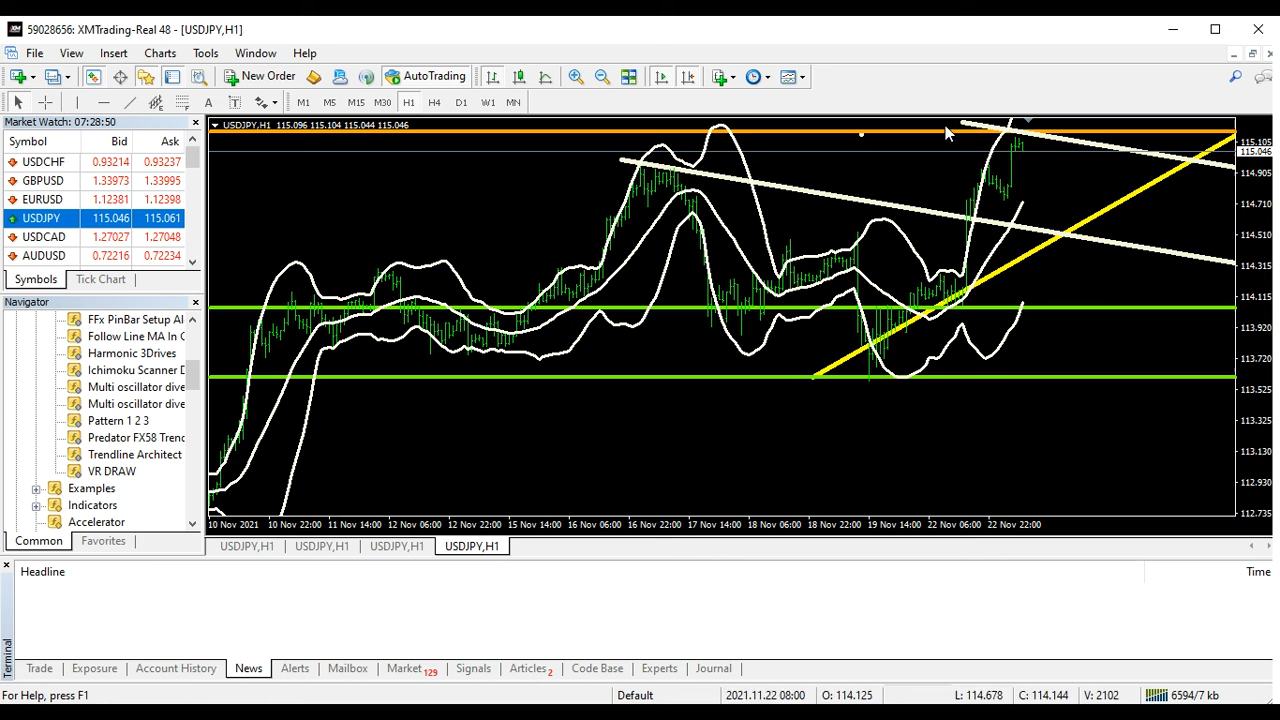 59028656: XMTrading-Real 48 - [USDJPY,H1]
File View Insert Charts Tools Window Help
New Order AutoTrading
A T M1 M5 M15 M30 H1 H4 D1 W1 MN
Market Watch: 07:28:50
Symbol Bid Ask
USDCHF 0.93214 0.93237
GBPUSD 1.33973 1.33995
EURUSD 1.12381 1.12398
USDJPY 115.046 115.061
USDCAD 1.27027 1.27048
AUDUSD 0.72216 0.72234
Symbols Tick Chart
Navigator
FFx PinBar Setup Al
Follow Line MA In C
Harmonic 3Drives
Ichimoku Scanner D
Multi oscillator dive
Multi oscillator dive
Pattern 1 2 3
Predator FX58 Trend
Trendline Architect
VR DRAW
Examples
Indicators
Accelerator
Common Favorites
USDJPY,H1 115.096 115.104 115.044 115.046
115.105
115.046
114.905
114.710
114.510
114.315
114.115
113.920
113.720
113.525
113.325
113.130
112.930
112.735
10 Nov 2021 10 Nov 22:00 11 Nov 14:00 12 Nov 06:00 12 Nov 22:00 15 Nov 14:00 16 Nov 06:00 16 Nov 22:00 17 Nov 14:00 18 Nov 06:00 18 Nov 22:00 19 Nov 14:00 22 Nov 06:00 22 Nov 22:00
USDJPY,H1 USDJPY,H1 USDJPY,H1 USDJPY,H1
Headline Time
Terminal
Trade Exposure Account History News Alerts Mailbox Market 129 Signals Articles 2 Code Base Experts Journal
For Help, press F1 Default 2021.11.22 08:00 O: 114.125 L: 114.678 C: 114.144 V: 2102 6594/7 kb